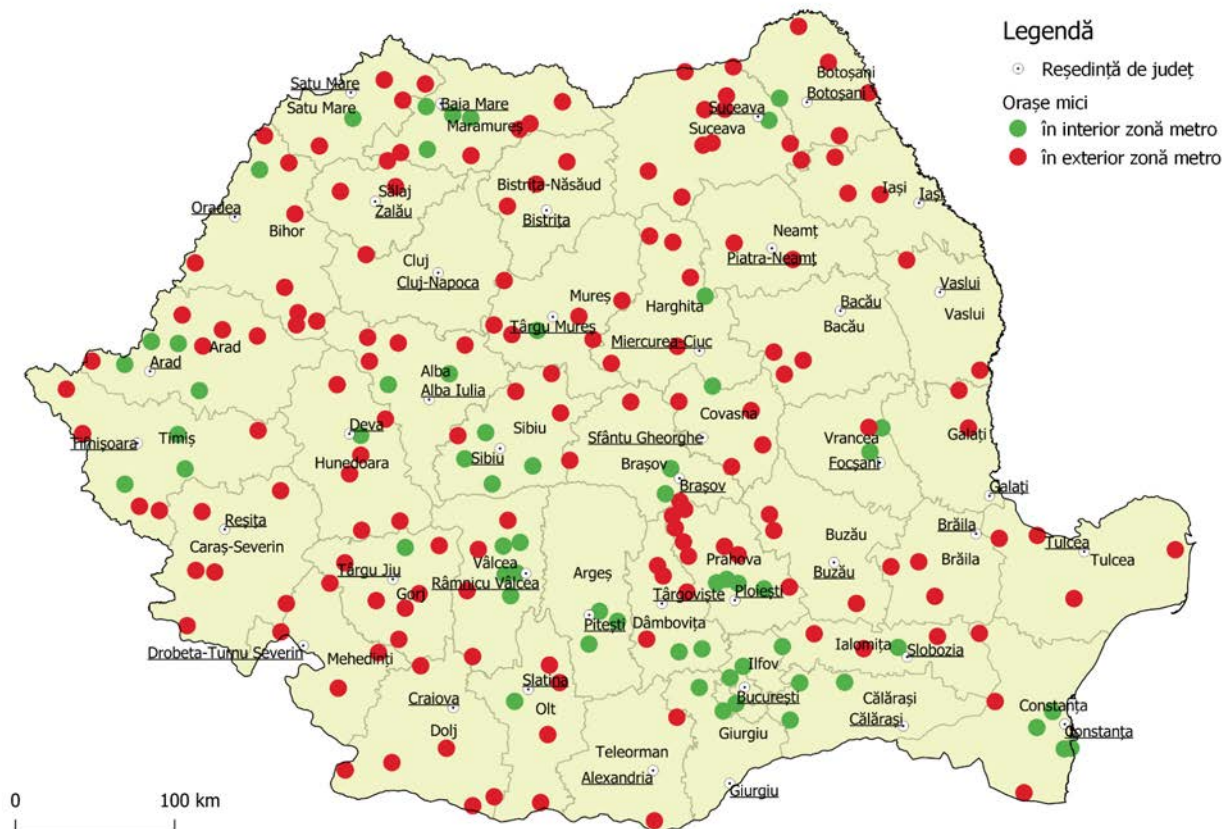 Legendă
Reședință de județ
Orașe mici
în interior zonă metro
în exterior zonă metro
Botoșani
Botoșani
Satu Mare
Satu Mare
Baia Mare
Maramureș
Suceava
Suceava
Bistrița-Năsăud
Bistrița
Sălaj
Zalău
Iași
Iași
Oradea
Bihor
Neamț
Piatra-Neamț
Cluj
Cluj-Napoca
Vaslui
Vaslui
Mureș
Târgu Mureș
Harghita
Bacău
Bacău
Miercurea Ciuc
Arad
Arad
Alba
Alba Iulia
Covasna
Sfântu Gheorghe
Deva
Hunedoara
Timiș
Timișoara
Sibiu
Sibiu
Vrancea
Focșani
Galați
Galați
Brașov
Brașov
Reșița
Caraș-Severin
Buzău
Buzău
Brăila
Brăila
Tulcea
Tulcea
Vâlcea
Râmnicu Vâlcea
Argeș
Prahova
Ploiești
Târgu Jiu
Gorj
Târgoviște
Dâmbovița
Pitești
Drobeta-Turnu Severin
Mehedinți
Ialomița
Slobozia
Ilfov
București
Slatina
Olt
Craiova
Dolj
Călărași
Călărași
Constanța
Constanța
Giurgiu
Giurgiu
Teleorman
Alexandria
0 100 km